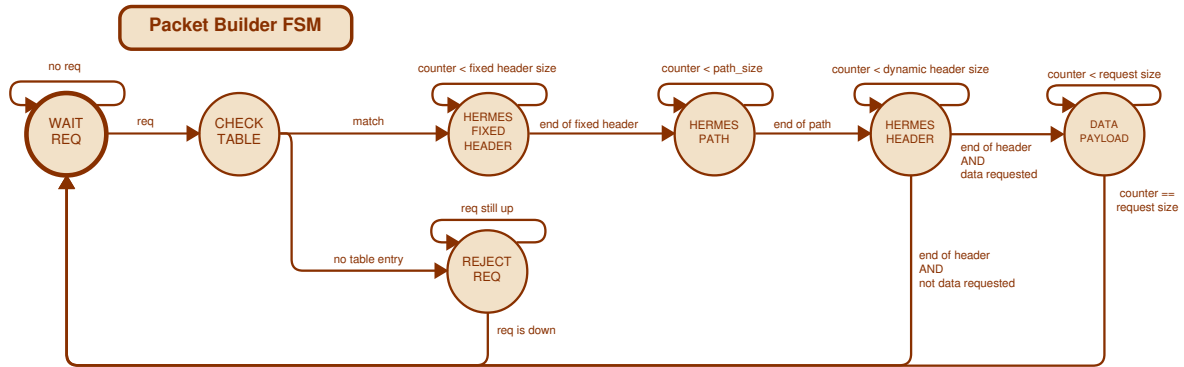 Packet Builder FSM
no req
counter < fixed header size
counter < path_size
counter < dynamic header size
counter < request size
WAIT
REQ
req
CHECK
TABLE
match
HERMES
FIXED
HEADER
end of fixed header
HERMES
PATH
end of path
HERMES
HEADER
end of header
AND
data requested
DATA
PAYLOAD
counter ==
request size
req still up
no table entry
REJECT
REQ
end of header
AND
not data requested
req is down